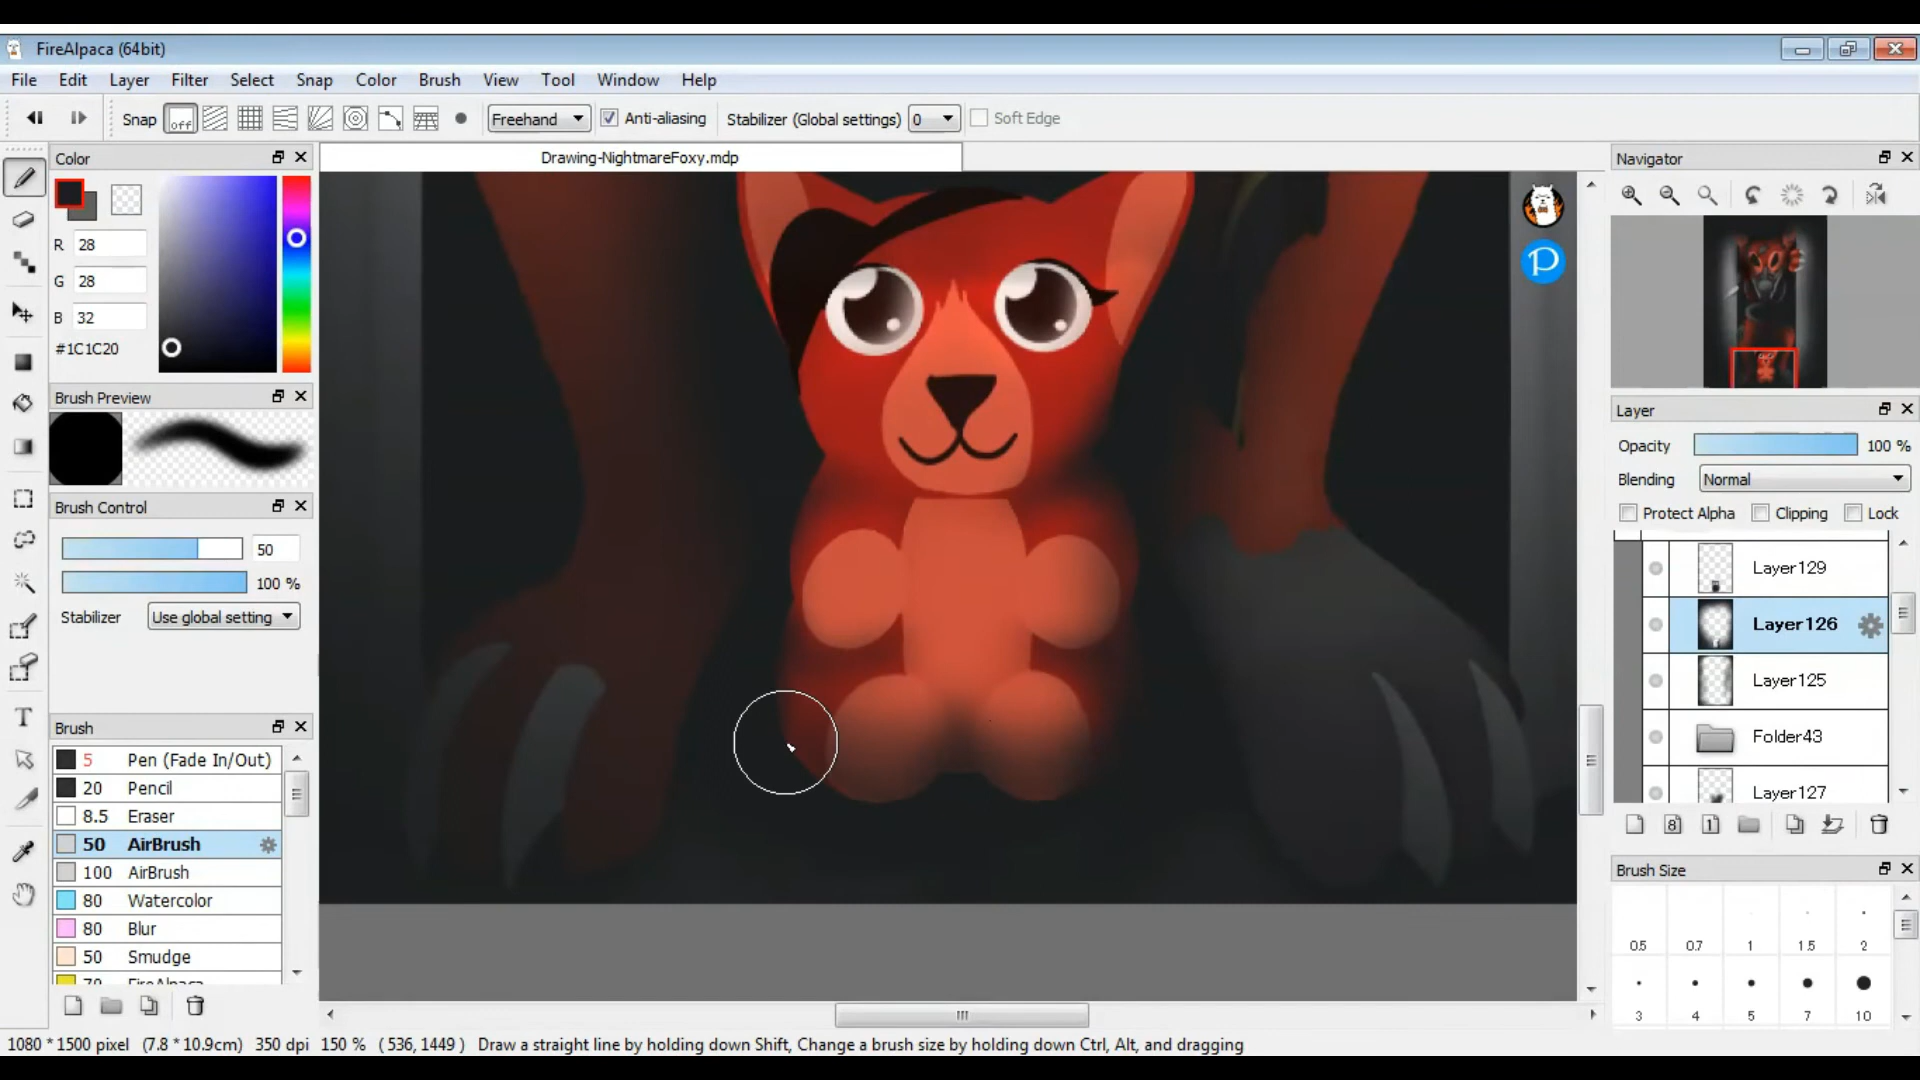 FireAlpaca (64bit)
File Edit Layer Filter Select Snap Color Brush View Tool Window Help
Snap off Freehand Anti-aliasing Stabilizer (Global settings) 0 Soft Edge
Color
Drawing-NightmareFoxy.mdp
Navigator
R 28
G 28
B 32
#1C1C20
Brush Preview
Brush Control
50
100 %
Stabilizer Use global setting
Brush
5 Pen (Fade In/Out)
20 Pencil
8.5 Eraser
50 AirBrush
100 AirBrush
80 Watercolor
80 Blur
50 Smudge
70 FireAlpaca
P
Layer
Opacity 100 %
Blending Normal
Protect Alpha Clipping Lock
Layer129
Layer126
Layer125
Folder43
Layer127
8 1
Brush Size
0.5 0.7 1 1.5 2
3 4 5 7 10
1080 * 1500 pixel (7.8 * 10.9cm) 350 dpi 150 % ( 536, 1449 ) Draw a straight line by holding down Shift, Change a brush size by holding down Ctrl, Alt, and dragging